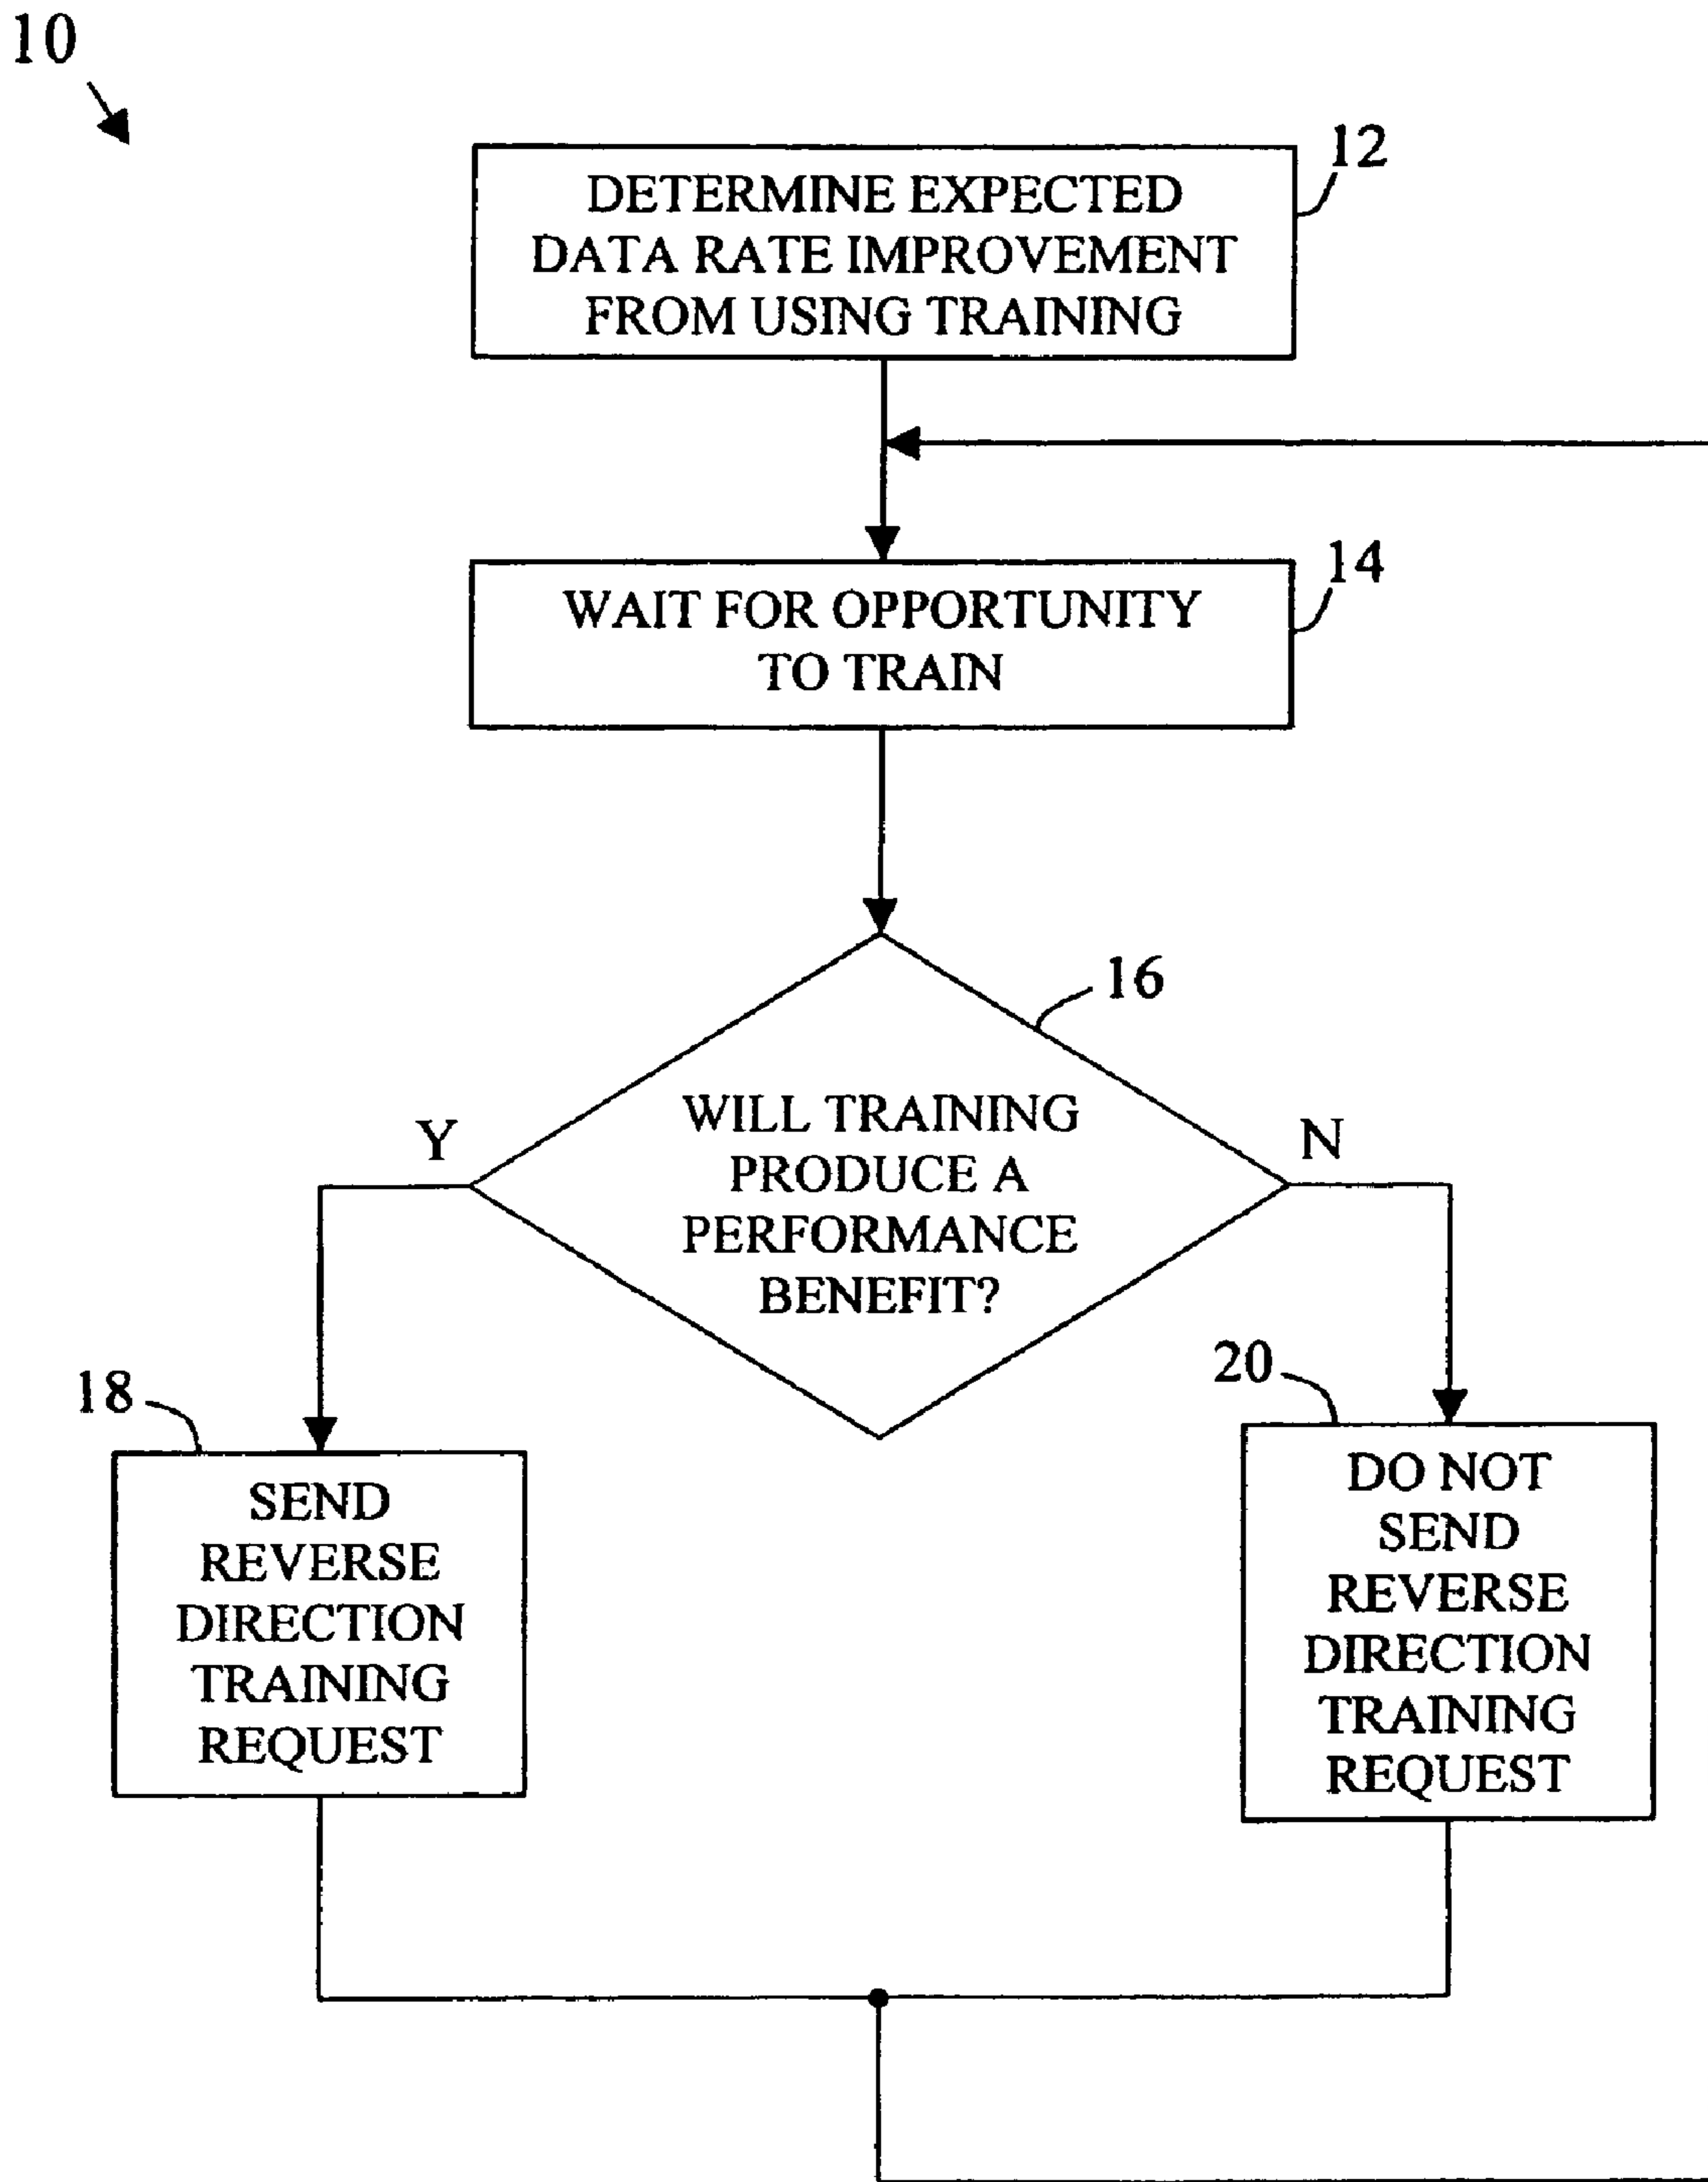 10
12
DETERMINE EXPECTED
DATA RATE IMPROVEMENT
FROM USING TRAINING
14
WAIT FOR OPPORTUNITY
TO TRAIN
16
WILL TRAINING
PRODUCE A
PERFORMANCE
BENEFIT?
Y
N
18
SEND
REVERSE
DIRECTION
TRAINING
REQUEST
20
DO NOT
SEND
REVERSE
DIRECTION
TRAINING
REQUEST